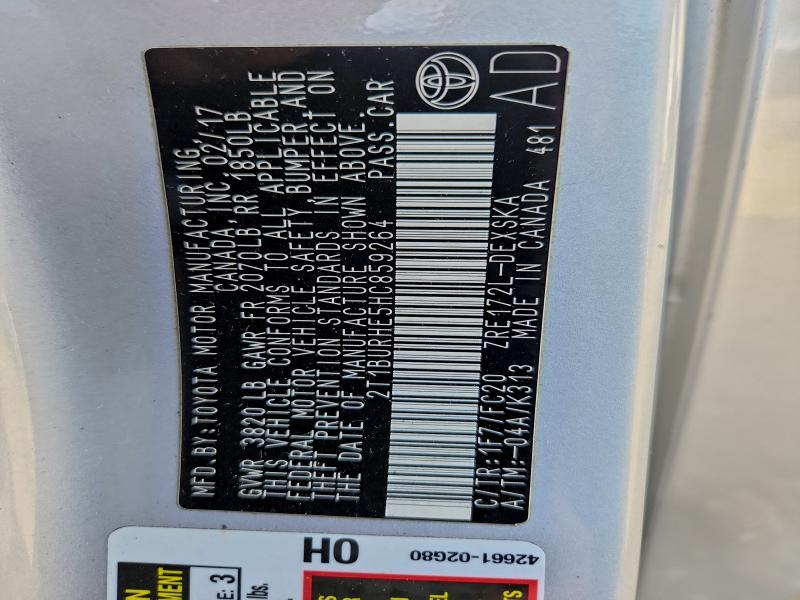 MFD. BY: TOYOTA MOTOR MANUFACTURING,
CANADA, INC. 02/17
GVWR 3820LB GAWR FR 2070LB RR 1850LB
THIS VEHICLE CONFORMS TO ALL APPLICABLE
FEDERAL MOTOR VEHICLE SAFETY, BUMPER, AND
THEFT PREVENTION STANDARDS IN EFFECT ON
THE DATE OF MANUFACTURE SHOWN ABOVE.
2T1BURHE5HC859264 PASS.CAR
C/TR:1F7/FC20 ZRE172L-DEXSKA
A/TM:-04A/K313 MADE IN CANADA 481
AD
OH
42661-02G80
E: 3
lbs.